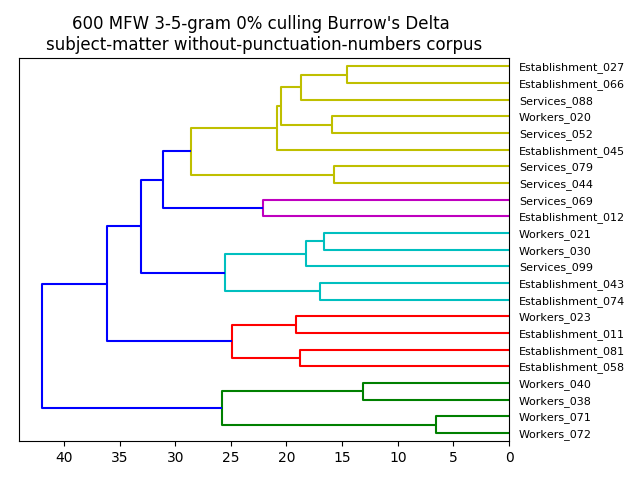 600 MFW 3-5-gram 0% culling Burrow's Delta
subject-matter without-punctuation-numbers corpus
Establishment_027
Establishment_066
Services_088
Workers_020
Services_052
Establishment_045
Services_079
Services_044
Services_069
Establishment_012
Workers_021
Workers_030
Services_099
Establishment_043
Establishment_074
Workers_023
Establishment_011
Establishment_081
Establishment_058
Workers_040
Workers_038
Workers_071
Workers_072
40 35 30 25 20 15 10 5 0